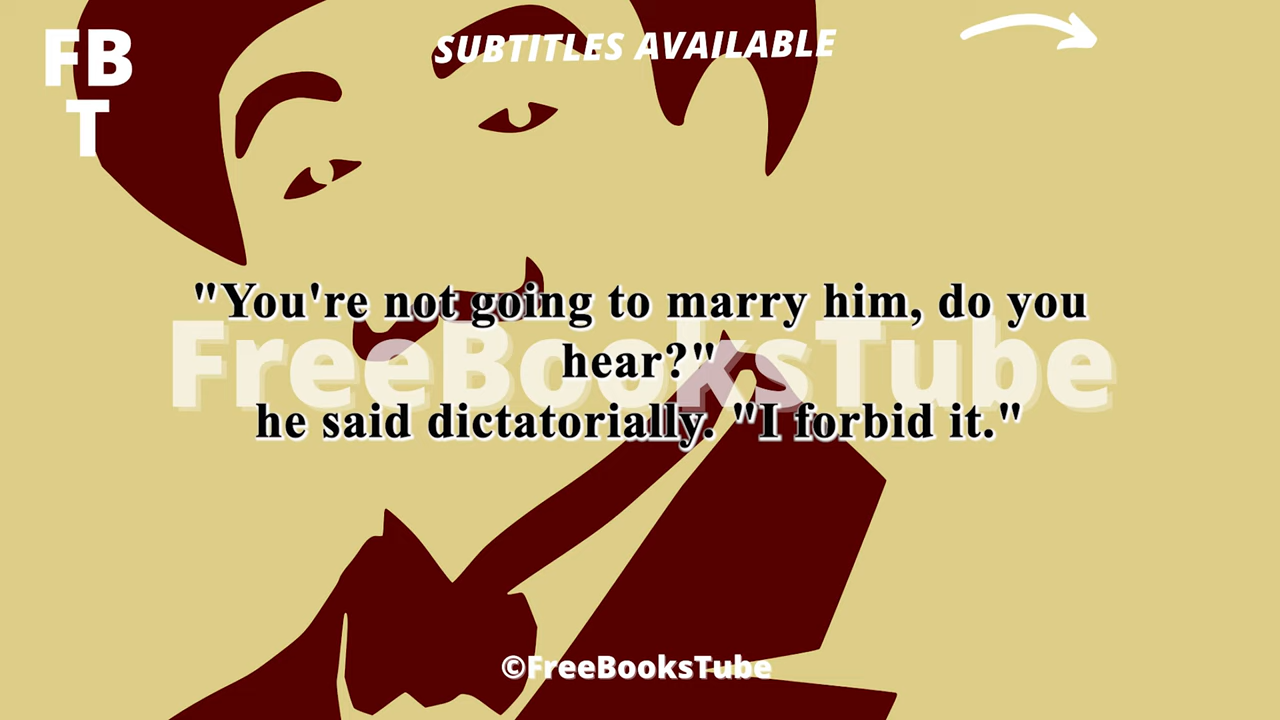 FB
T
SUBTITLES AVAILABLE
"You're not going to marry him, do you
hear?"
he said dictatorially. "I forbid it."
FreeBooksTube
©FreeBooksTube